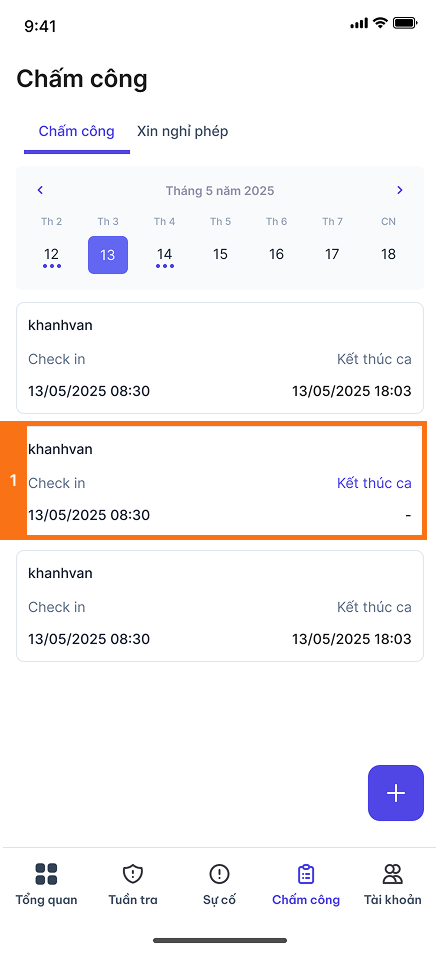 9:41
Chấm công
Chấm công Xin nghỉ phép
Tháng 5 năm 2025
Th 2 Th 3 Th 4 Th 5 Th 6 Th 7 CN
12 13 14 15 16 17 18
khanhvan
Check in Kết thúc ca
13/05/2025 08:30 13/05/2025 18:03
1
khanhvan
Check in Kết thúc ca
13/05/2025 08:30 -
khanhvan
Check in Kết thúc ca
13/05/2025 08:30 13/05/2025 18:03
Tổng quan Tuần tra Sự cố Chấm công Tài khoản